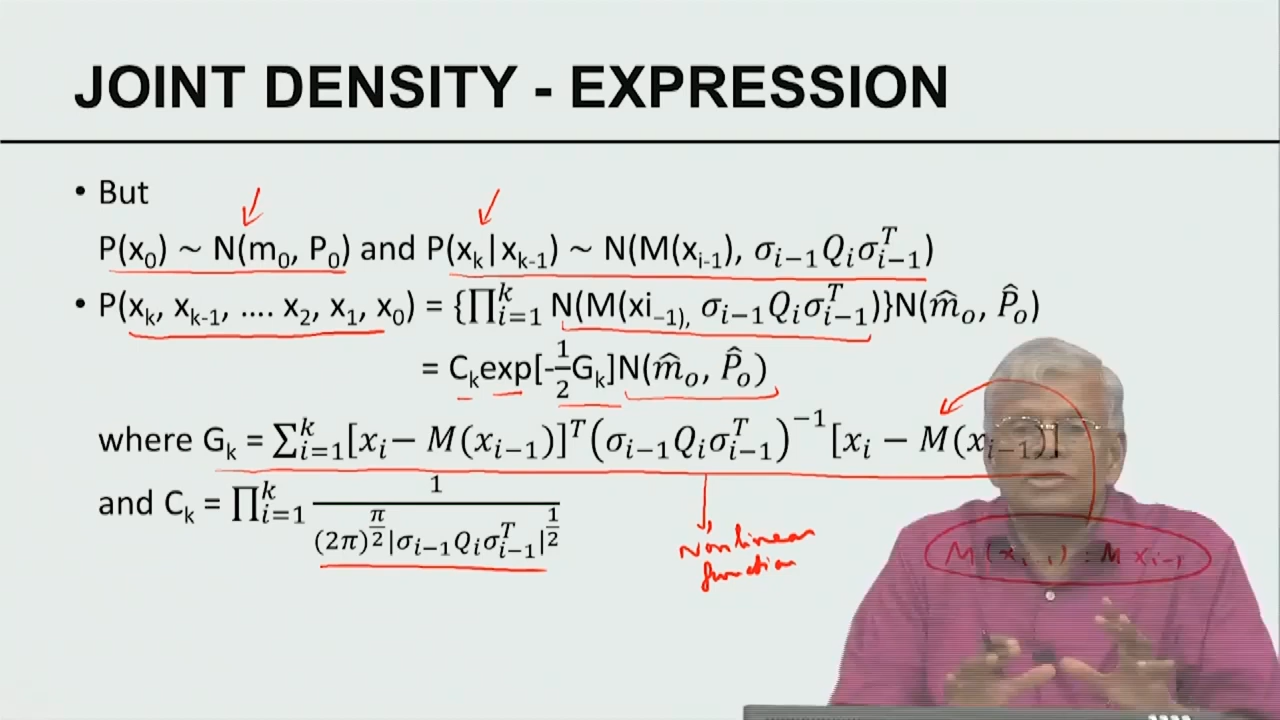 JOINT DENSITY - EXPRESSION
• But
P(x₀) ~ N(m₀, P₀) and P(xₖ|xₖ₋₁) ~ N(M(xᵢ₋₁), σᵢ₋₁Qᵢσᵢ₋₁ᵀ)
• P(xₖ, xₖ₋₁, .... x₂, x₁, x₀) = {∏ᵢ₌₁ᵏ N(M(xi₋₁₎, σᵢ₋₁Qᵢσᵢ₋₁ᵀ)}N(m̂ₒ, P̂ₒ)
= Cₖexp[-½Gₖ]N(m̂ₒ, P̂ₒ)
where Gₖ = ∑ᵢ₌₁ᵏ[xᵢ − M(xᵢ₋₁)]ᵀ(σᵢ₋₁Qᵢσᵢ₋₁ᵀ)⁻¹[xᵢ − M(xᵢ₋₁)]
and Cₖ = ∏ᵢ₌₁ᵏ 1/((2π)^(π/2)|σᵢ₋₁Qᵢσᵢ₋₁ᵀ|^(1/2))
Nonlinear
function
M(xᵢ₋₁) : M xᵢ₋₁